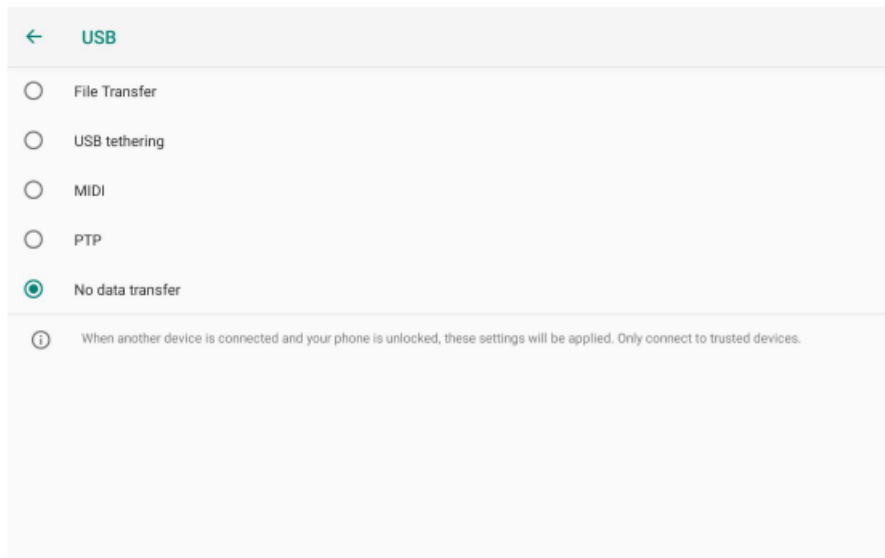 USB
File Transfer
USB tethering
MIDI
PTP
No data transfer
When another device is connected and your phone is unlocked, these settings will be applied. Only connect to trusted devices.